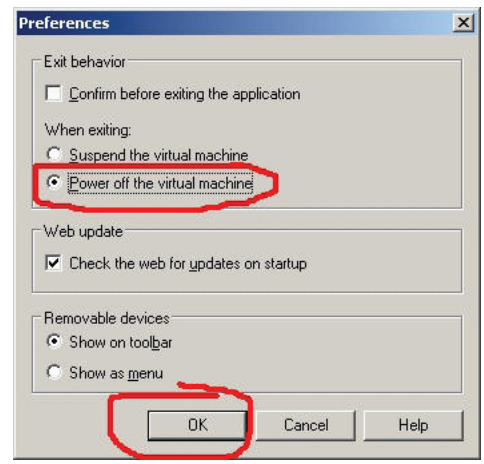 Preferences
Exit behavior
Confirm before exiting the application
When exiting:
Suspend the virtual machine
Power off the virtual machine
Web update
Check the web for updates on startup
Removable devices
Show on toolbar
Show as menu
OK Cancel Help